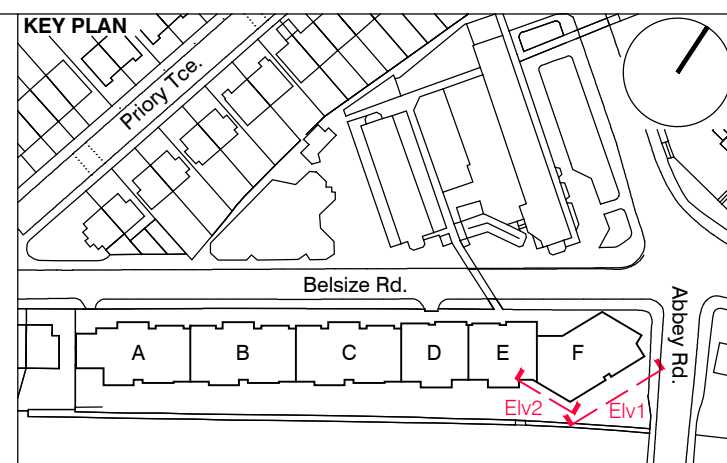 KEY PLAN
Priory Tce.
Belsize Rd.
Abbey Rd.
A
B
C
D
E
F
Elv2
Elv1